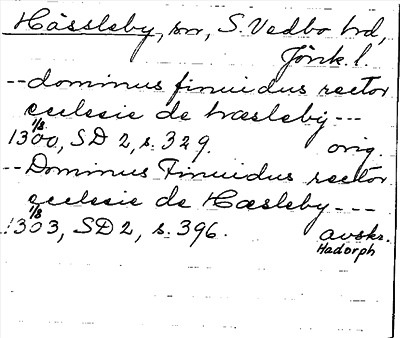 Hässleby, sn, S. Vedbo hd,
Jönk. l.
-- dominus finuidus rector
ecclesie de hæsleby ---
1300, 1/8 SD 2, s. 329. orig.
-- Dominus Finuidus rector
ecclesie de Hæsleby ---
1303, 1/8 SD 2, s. 396. avskr.
Hadorph